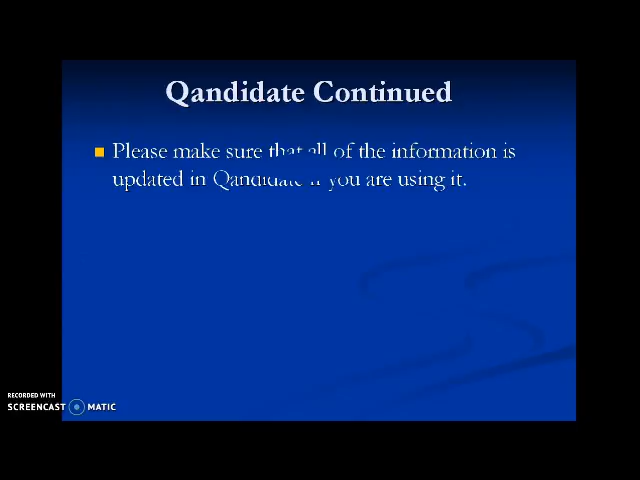 Qandidate Continued
Please make sure that all of the information is
updated in Qandidate if you are using it.
RECORDED WITH
SCREENCAST MATIC